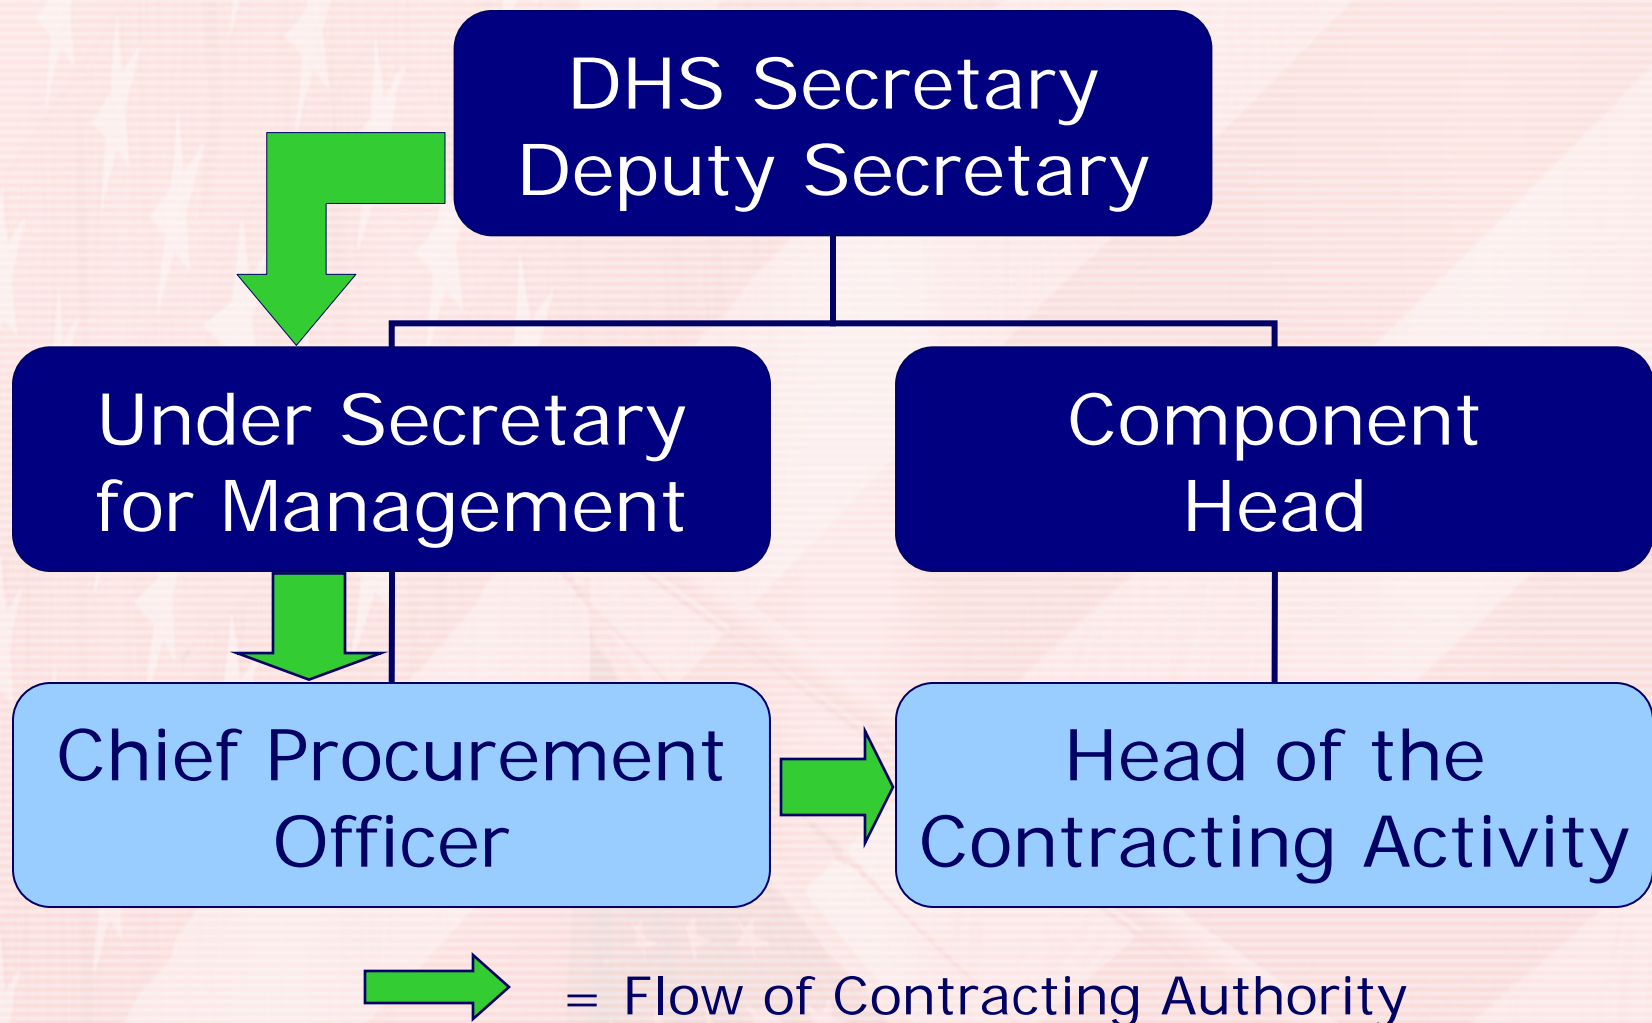 DHS Secretary
Deputy Secretary
Under Secretary
for Management
Component
Head
Chief Procurement
Officer
Head of the
Contracting Activity
= Flow of Contracting Authority